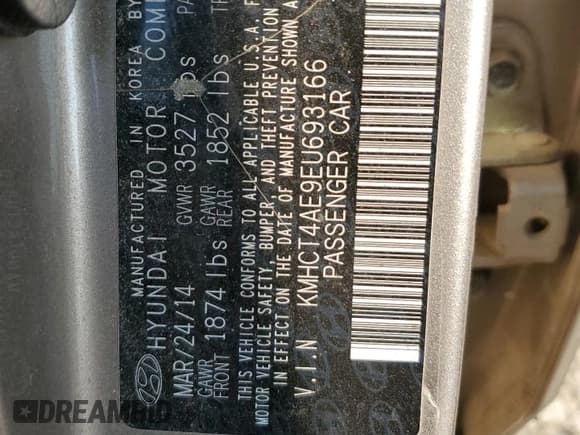 MANUFACTURED IN KOREA BY
HYUNDAI MOTOR
MAR/24/14 GVWR 3527 lbs
GAWR FRONT 1874 lbs GAWR REAR 1852 lbs
THIS VEHICLE CONFORMS TO ALL APPLICABLE U.S.A.
MOTOR VEHICLE SAFETY, BUMPER, AND THEFT PREVENTION
IN EFFECT ON THE DATE OF MANUFACTURE SHOWN A
V.I.N KMHCT4AE9EU693166
PASSENGER CAR
DREAMBID